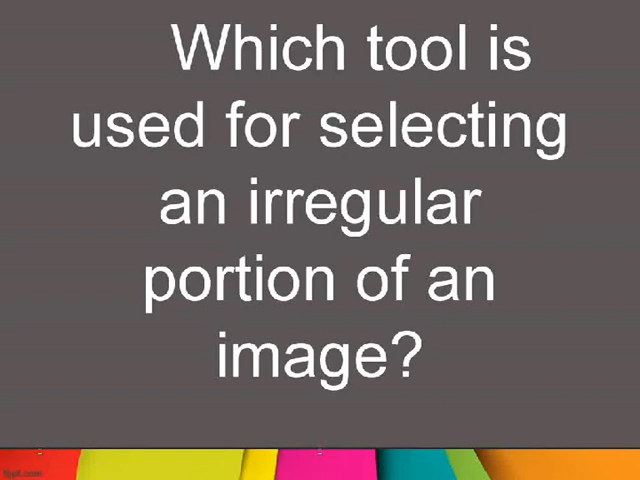 Which tool is
used for selecting
an irregular
portion of an
image?